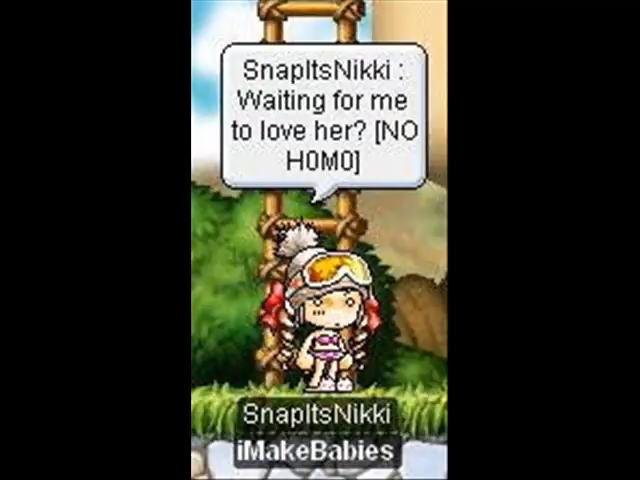 SnapItsNikki :
Waiting for me
to love her? [NO
H0M0]
SnapItsNikki
iMakeBabies